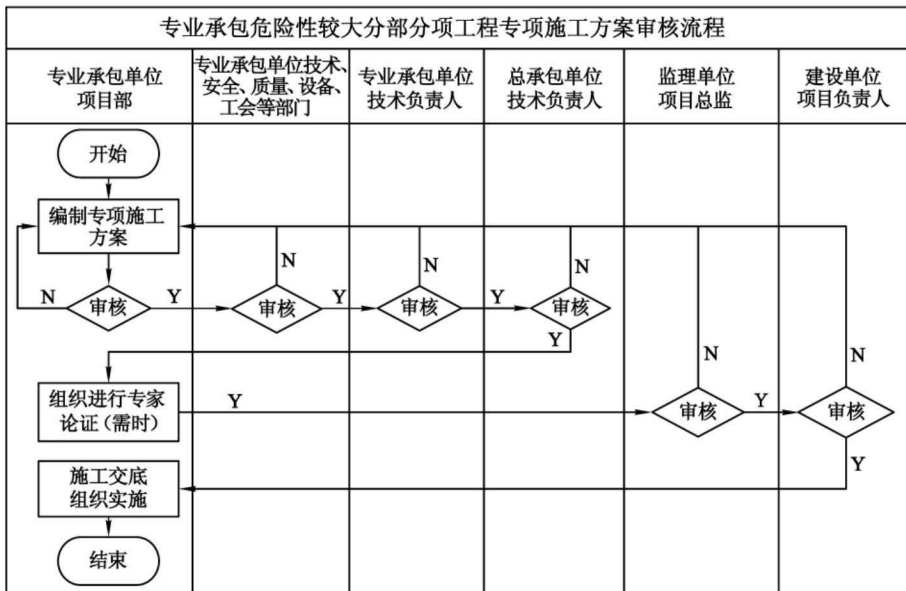 专业承包危险性较大分部分项工程专项施工方案审核流程
专业承包单位
项目部
专业承包单位技术、
安全、质量、设备、
工会等部门
专业承包单位
技术负责人
总承包单位
技术负责人
监理单位
项目总监
建设单位
项目负责人
开始
编制专项施工
方案
N
N
N
N
N
审核
Y
审核
Y
审核
Y
审核
N
Y
组织进行专家
论证(需时)
Y
审核
Y
审核
Y
施工交底
组织实施
结束